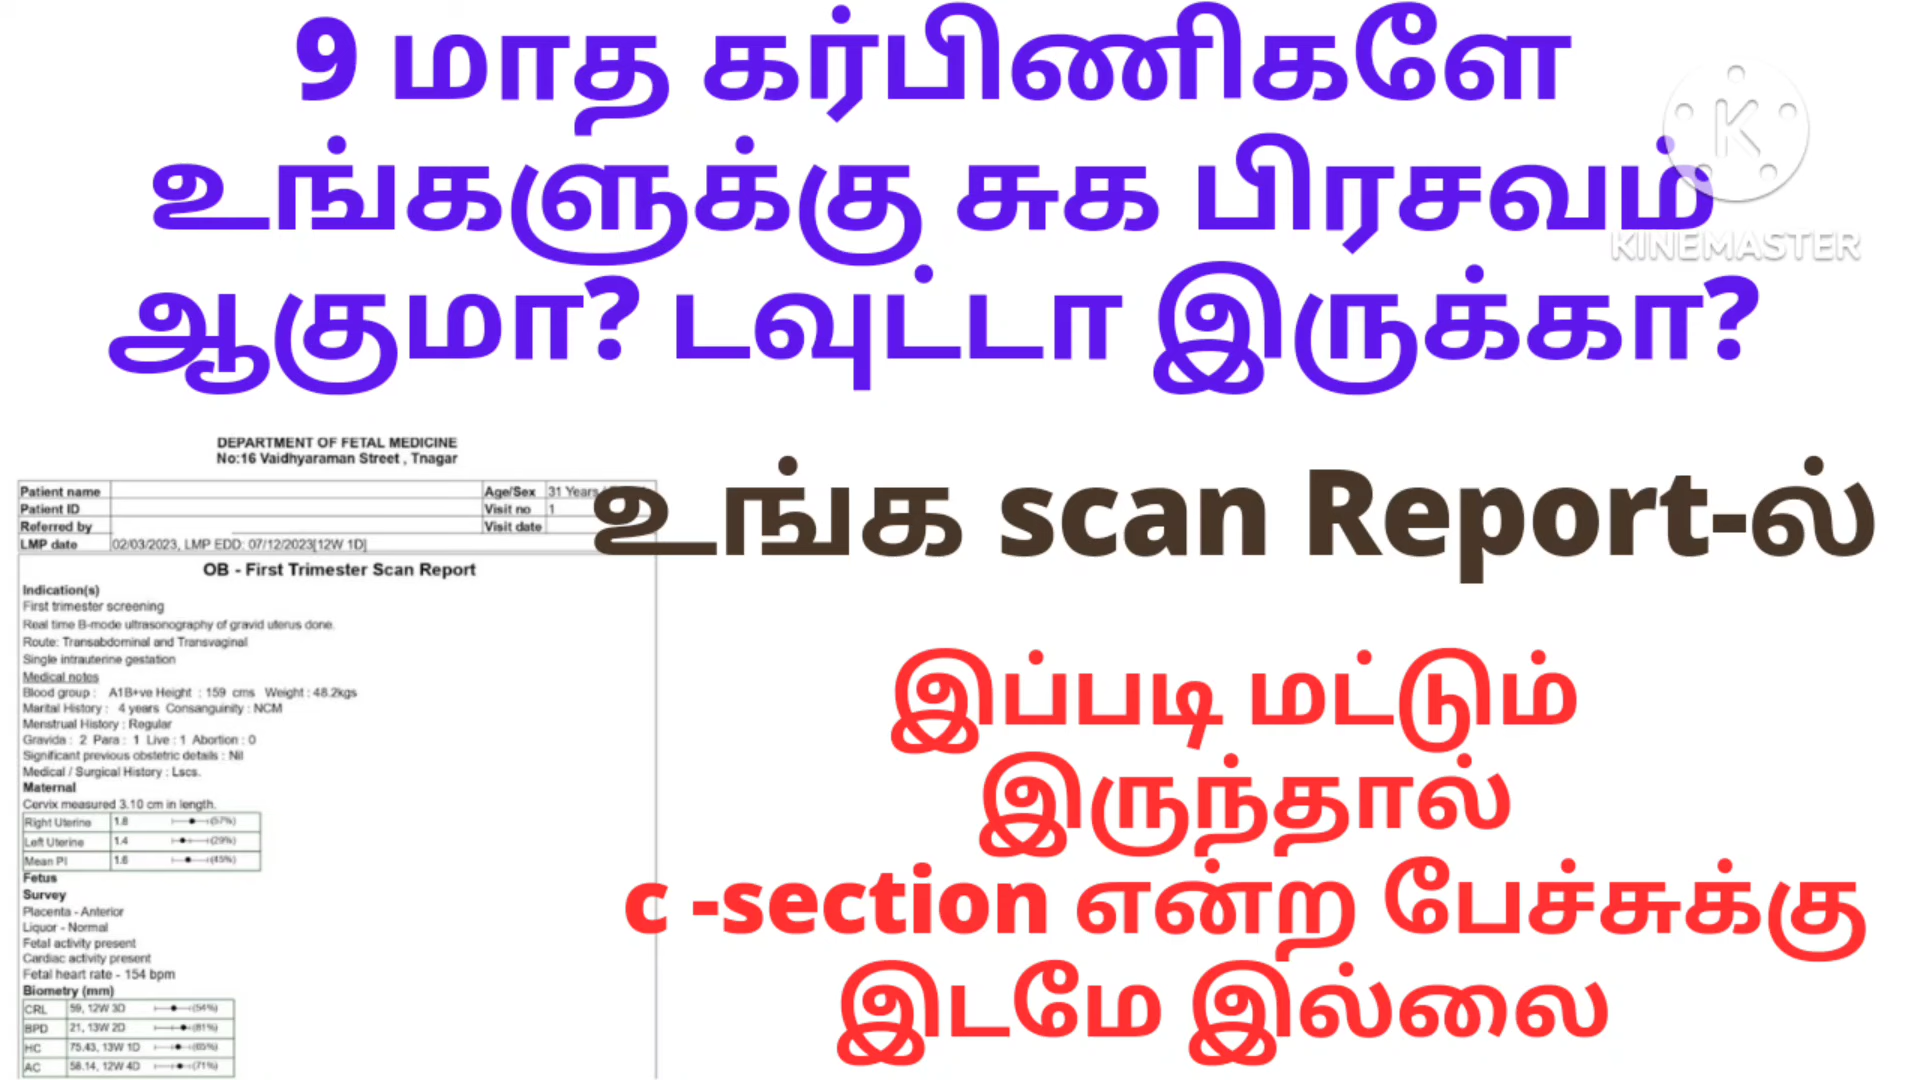 9 மாத கர்பிணிகளே
உங்களுக்கு சுக பிரசவம்
ஆகுமா? டவுட்டா இருக்கா?
KINEMASTER
உங்க scan Report-ல்
இப்படி மட்டும்
இருந்தால்
c -section என்ற பேச்சுக்கு
இடமே இல்லை
DEPARTMENT OF FETAL MEDICINE
No:16 Vaidhyaraman Street , Tnagar
Patient name Age/Sex 31 Years
Patient ID Visit no 1
Referred by Visit date
LMP date 02/03/2023, LMP EDD: 07/12/2023[12W 1D]
OB - First Trimester Scan Report
Indication(s)
First trimester screening
Real time B-mode ultrasonography of gravid uterus done.
Route: Transabdominal and Transvaginal
Single intrauterine gestation
Medical notes
Blood group : A1B+ve Height : 159 cms Weight : 48.2kgs
Marital History : 4 years Consanguinity : NCM
Menstrual History : Regular
Gravida : 2 Para : 1 Live : 1 Abortion : 0
Significant previous obstetric details : Nil
Medical / Surgical History : Lscs.
Maternal
Cervix measured 3.10 cm in length.
Right Uterine 1.8 (57%)
Left Uterine 1.4 (29%)
Mean PI 1.6 (45%)
Fetus
Survey
Placenta - Anterior
Liquor - Normal
Fetal activity present
Cardiac activity present
Fetal heart rate - 154 bpm
Biometry (mm)
CRL 59, 12W 3D (54%)
BPD 21, 13W 2D (81%)
HC 75.43, 13W 1D (65%)
AC 58.14, 12W 4D (71%)